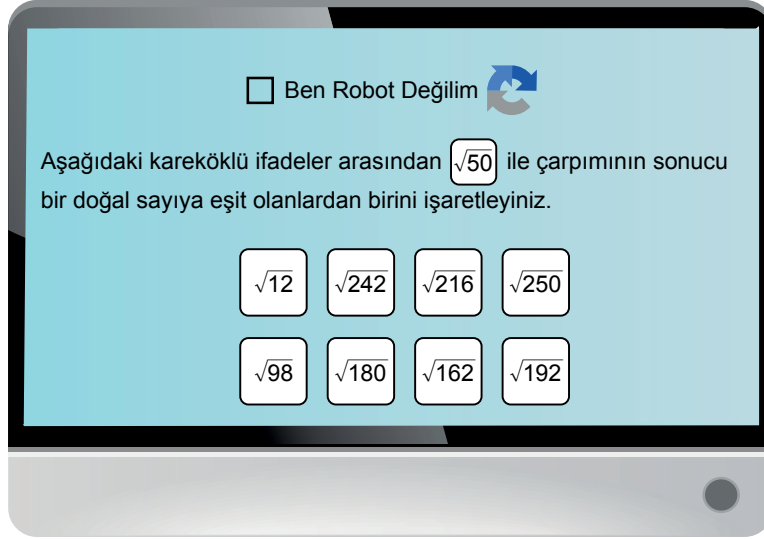 Ben Robot Değilim
Aşağıdaki kareköklü ifadeler arasından √50 ile çarpımının sonucu
bir doğal sayıya eşit olanlardan birini işaretleyiniz.
√12 √242 √216 √250
√98 √180 √162 √192